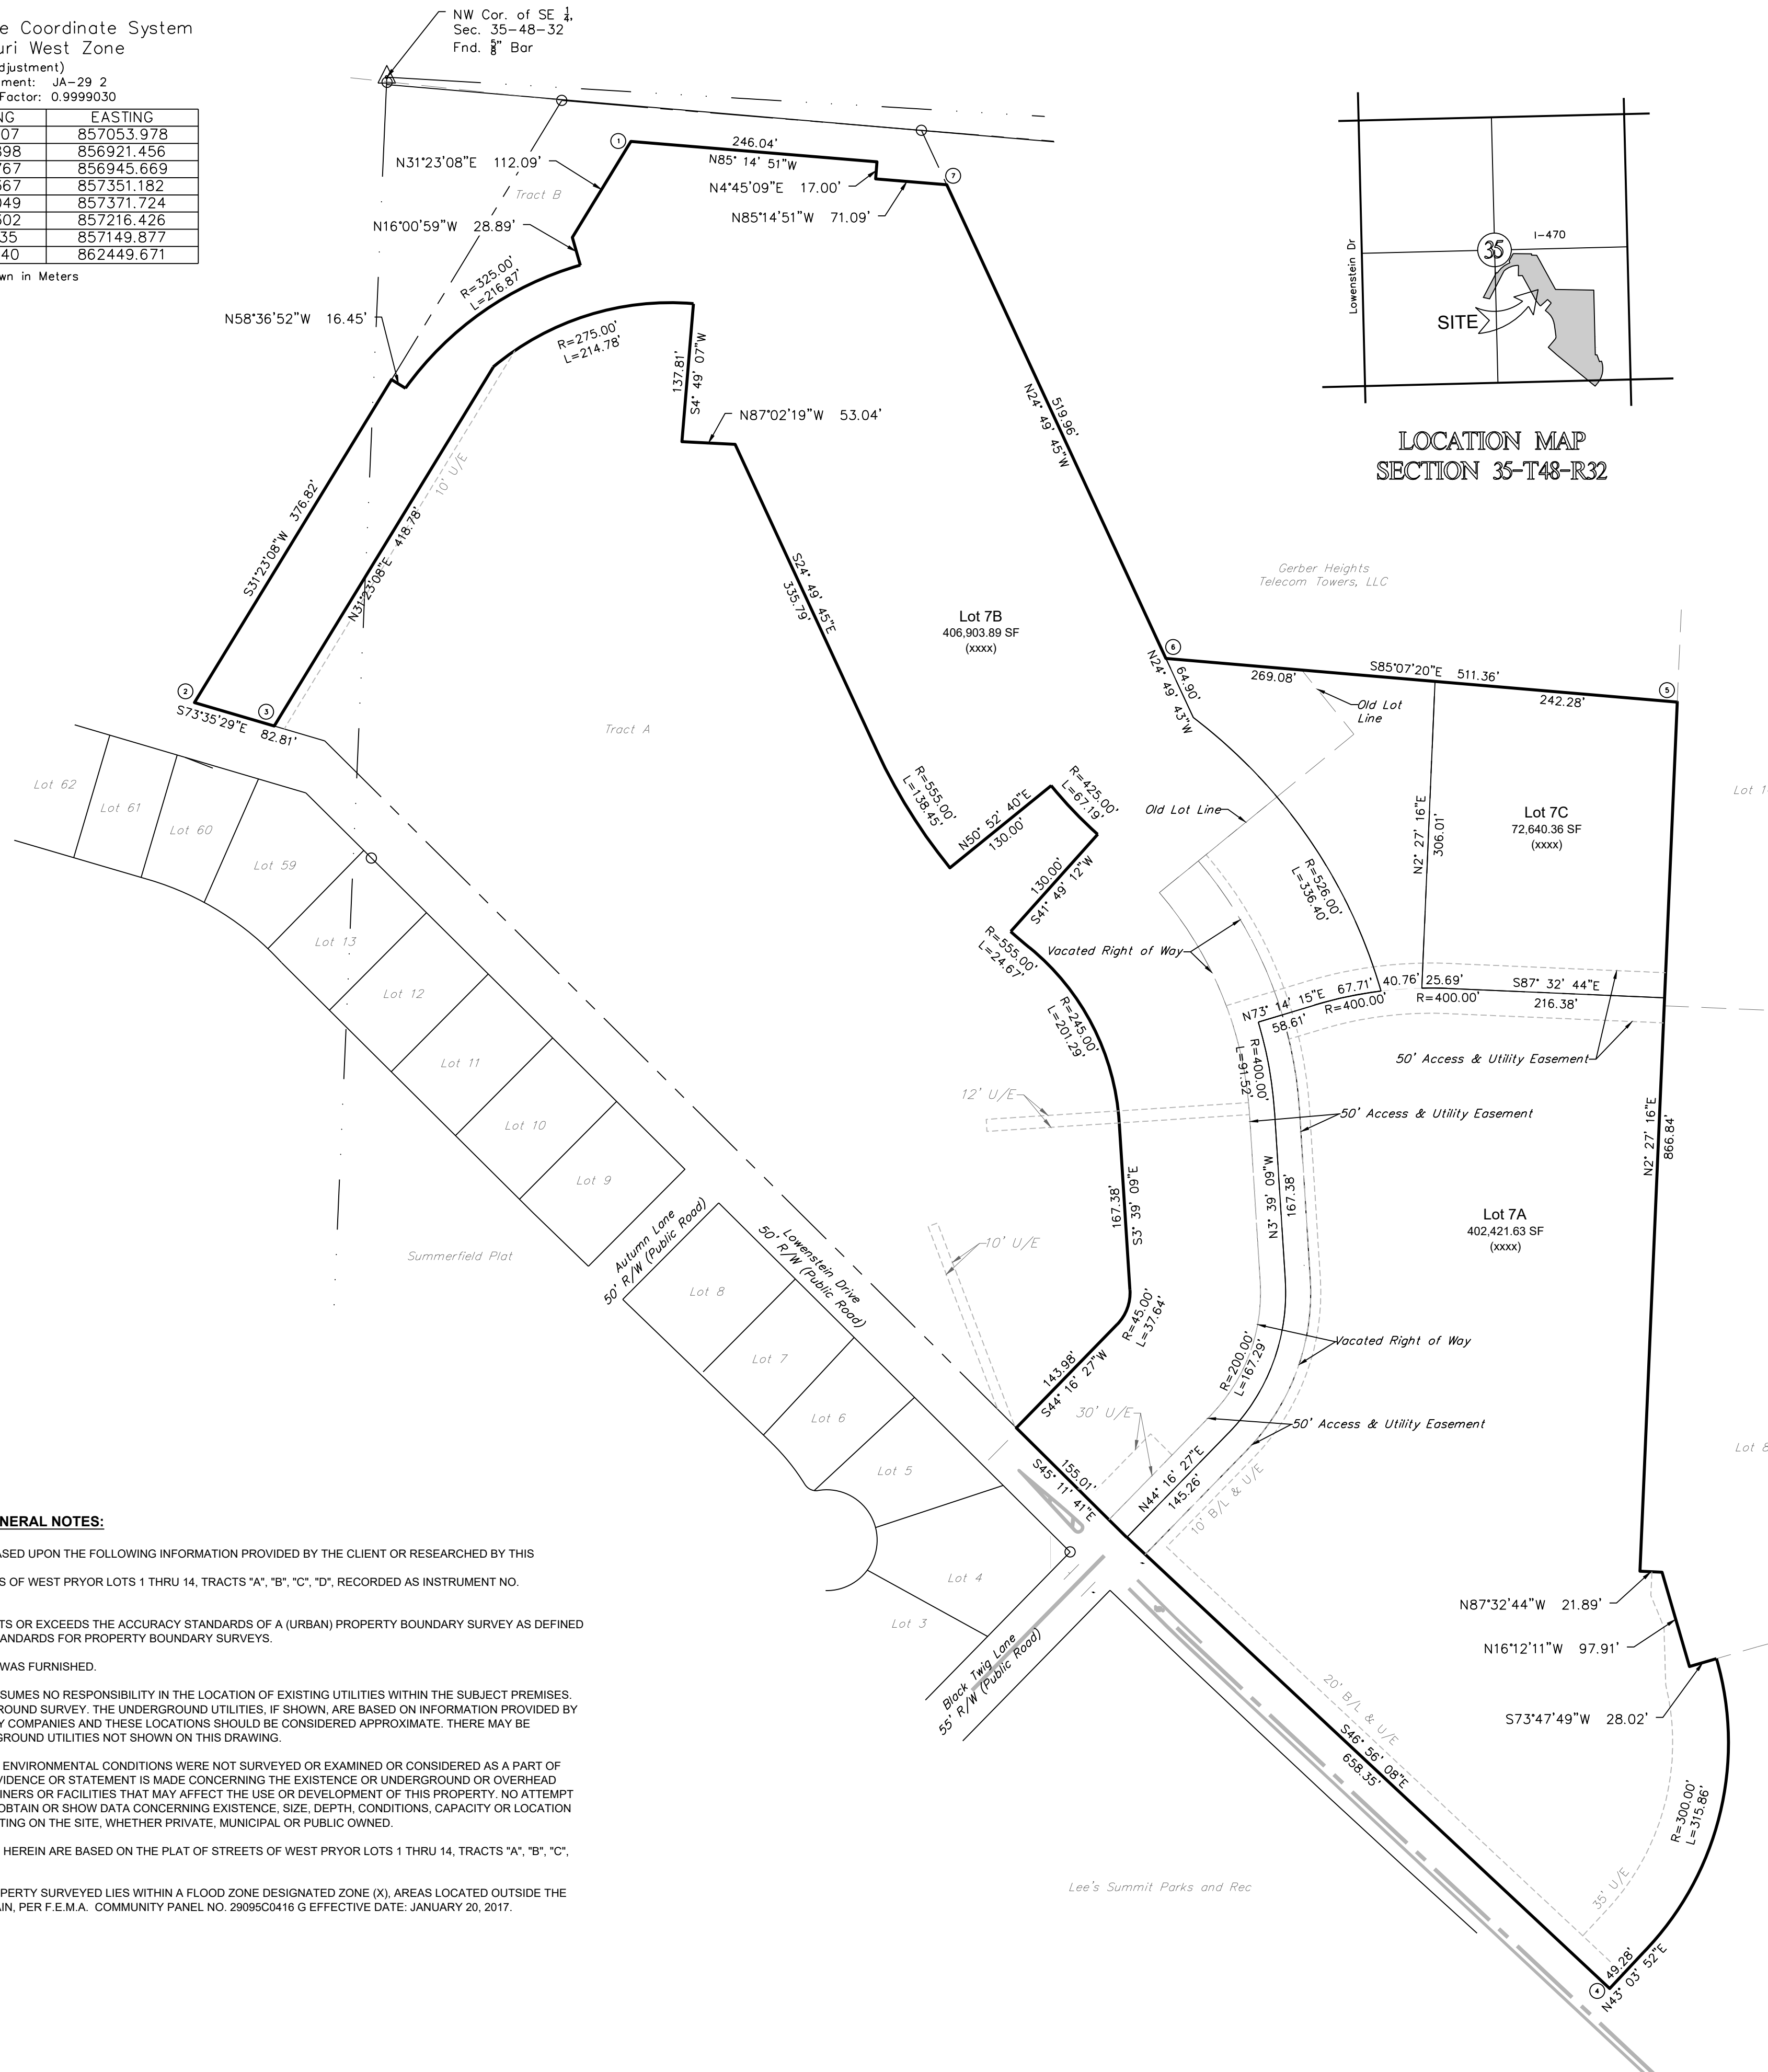 e Coordinate System
uri West Zone
djustment)
ment: JA-29 2
Factor: 0.9999030
NG EASTING
07 857053.978
398 856921.456
767 856945.669
567 857351.182
049 857371.724
502 857216.426
35 857149.877
40 862449.671
wn in Meters
NW Cor. of SE 1/4,
Sec. 35-48-32
Fnd. 5/8" Bar
1
246.04'
N85° 14' 51"W
N31°23'08"E 112.09'
N4°45'09"E 17.00'
7
Tract B
N85°14'51"W 71.09'
N16°00'59"W 28.89'
R=325.00'
L=216.87'
N58°36'52"W 16.45'
R=275.00'
L=214.78'
137.81'
S4° 49' 07"W
N87°02'19"W 53.04'
519.96'
N24° 49' 45"W
10' U/E
S31°23'08"W 376.82'
N31°23'08"E 418.78'
S24° 49' 45"E
335.79'
Lowenstein Dr
35
I-470
SITE
LOCATION MAP
SECTION 35-T48-R32
Gerber Heights
Telecom Towers, LLC
Lot 7B
406,903.89 SF
(xxxx)
6
64.90'
N24° 49' 43"W
269.08'
S85°07'20"E 511.36'
242.28'
5
Old Lot
Line
2
3
S73°35'29"E 82.81'
Tract A
Lot 62
Lot 61
Lot 60
Lot 59
Lot 13
Lot 12
Lot 11
Lot 10
Lot 9
R=555.00'
L=138.45'
N50° 52' 40"E
130.00'
R=425.00'
L=67.19'
130.00'
S41° 49' 12"W
R=555.00'
L=24.67'
Old Lot Line
Lot 7C
72,640.36 SF
(xxxx)
Lot 1
N2° 27' 16"E
306.01'
R=526.00'
L=336.40'
Vacated Right of Way
R=245.00'
L=201.29'
N73° 14' 15"E 67.71'
58.61'
40.76'
R=400.00'
25.69'
R=400.00'
S87° 32' 44"E
216.38'
R=400.00'
L=91.52'
50' Access & Utility Easement
12' U/E
50' Access & Utility Easement
N2° 27' 16"E
866.84'
167.38'
S3° 39' 09"E
N3° 39' 09"W
167.38'
Lot 7A
402,421.63 SF
(xxxx)
Summerfield Plat
Autumn Lane
50' R/W (Public Road)
Lowenstein Drive
50' R/W (Public Road)
10' U/E
Lot 8
Lot 7
Lot 6
Lot 5
Lot 4
Lot 3
R=45.00'
L=37.64'
143.98'
S44° 16' 27"W
R=200.00'
L=167.29'
Vacated Right of Way
30' U/E
50' Access & Utility Easement
155.01'
S45° 11' 41"E
N44° 16' 27"E
145.26'
10' B/L & U/E
Lot 8
N87°32'44"W 21.89'
N16°12'11"W 97.91'
S73°47'49"W 28.02'
Black Twig Lane
55' R/W (Public Road)
20' B/L & U/E
S46° 56' 08"E
658.35'
R=300.00'
L=315.86'
35' U/E
Lee's Summit Parks and Rec
49.28'
N43° 03' 52"E
4
NERAL NOTES:
ASED UPON THE FOLLOWING INFORMATION PROVIDED BY THE CLIENT OR RESEARCHED BY THIS
S OF WEST PRYOR LOTS 1 THRU 14, TRACTS "A", "B", "C", "D", RECORDED AS INSTRUMENT NO.
TS OR EXCEEDS THE ACCURACY STANDARDS OF A (URBAN) PROPERTY BOUNDARY SURVEY AS DEFINED
ANDARDS FOR PROPERTY BOUNDARY SURVEYS.
WAS FURNISHED.
SUMES NO RESPONSIBILITY IN THE LOCATION OF EXISTING UTILITIES WITHIN THE SUBJECT PREMISES.
ROUND SURVEY. THE UNDERGROUND UTILITIES, IF SHOWN, ARE BASED ON INFORMATION PROVIDED BY
Y COMPANIES AND THESE LOCATIONS SHOULD BE CONSIDERED APPROXIMATE. THERE MAY BE
GROUND UTILITIES NOT SHOWN ON THIS DRAWING.
ENVIRONMENTAL CONDITIONS WERE NOT SURVEYED OR EXAMINED OR CONSIDERED AS A PART OF
VIDENCE OR STATEMENT IS MADE CONCERNING THE EXISTENCE OR UNDERGROUND OR OVERHEAD
INERS OR FACILITIES THAT MAY AFFECT THE USE OR DEVELOPMENT OF THIS PROPERTY. NO ATTEMPT
OBTAIN OR SHOW DATA CONCERNING EXISTENCE, SIZE, DEPTH, CONDITIONS, CAPACITY OR LOCATION
TING ON THE SITE, WHETHER PRIVATE, MUNICIPAL OR PUBLIC OWNED.
HEREIN ARE BASED ON THE PLAT OF STREETS OF WEST PRYOR LOTS 1 THRU 14, TRACTS "A", "B", "C",
PERTY SURVEYED LIES WITHIN A FLOOD ZONE DESIGNATED ZONE (X), AREAS LOCATED OUTSIDE THE
AIN, PER F.E.M.A. COMMUNITY PANEL NO. 29095C0416 G EFFECTIVE DATE: JANUARY 20, 2017.